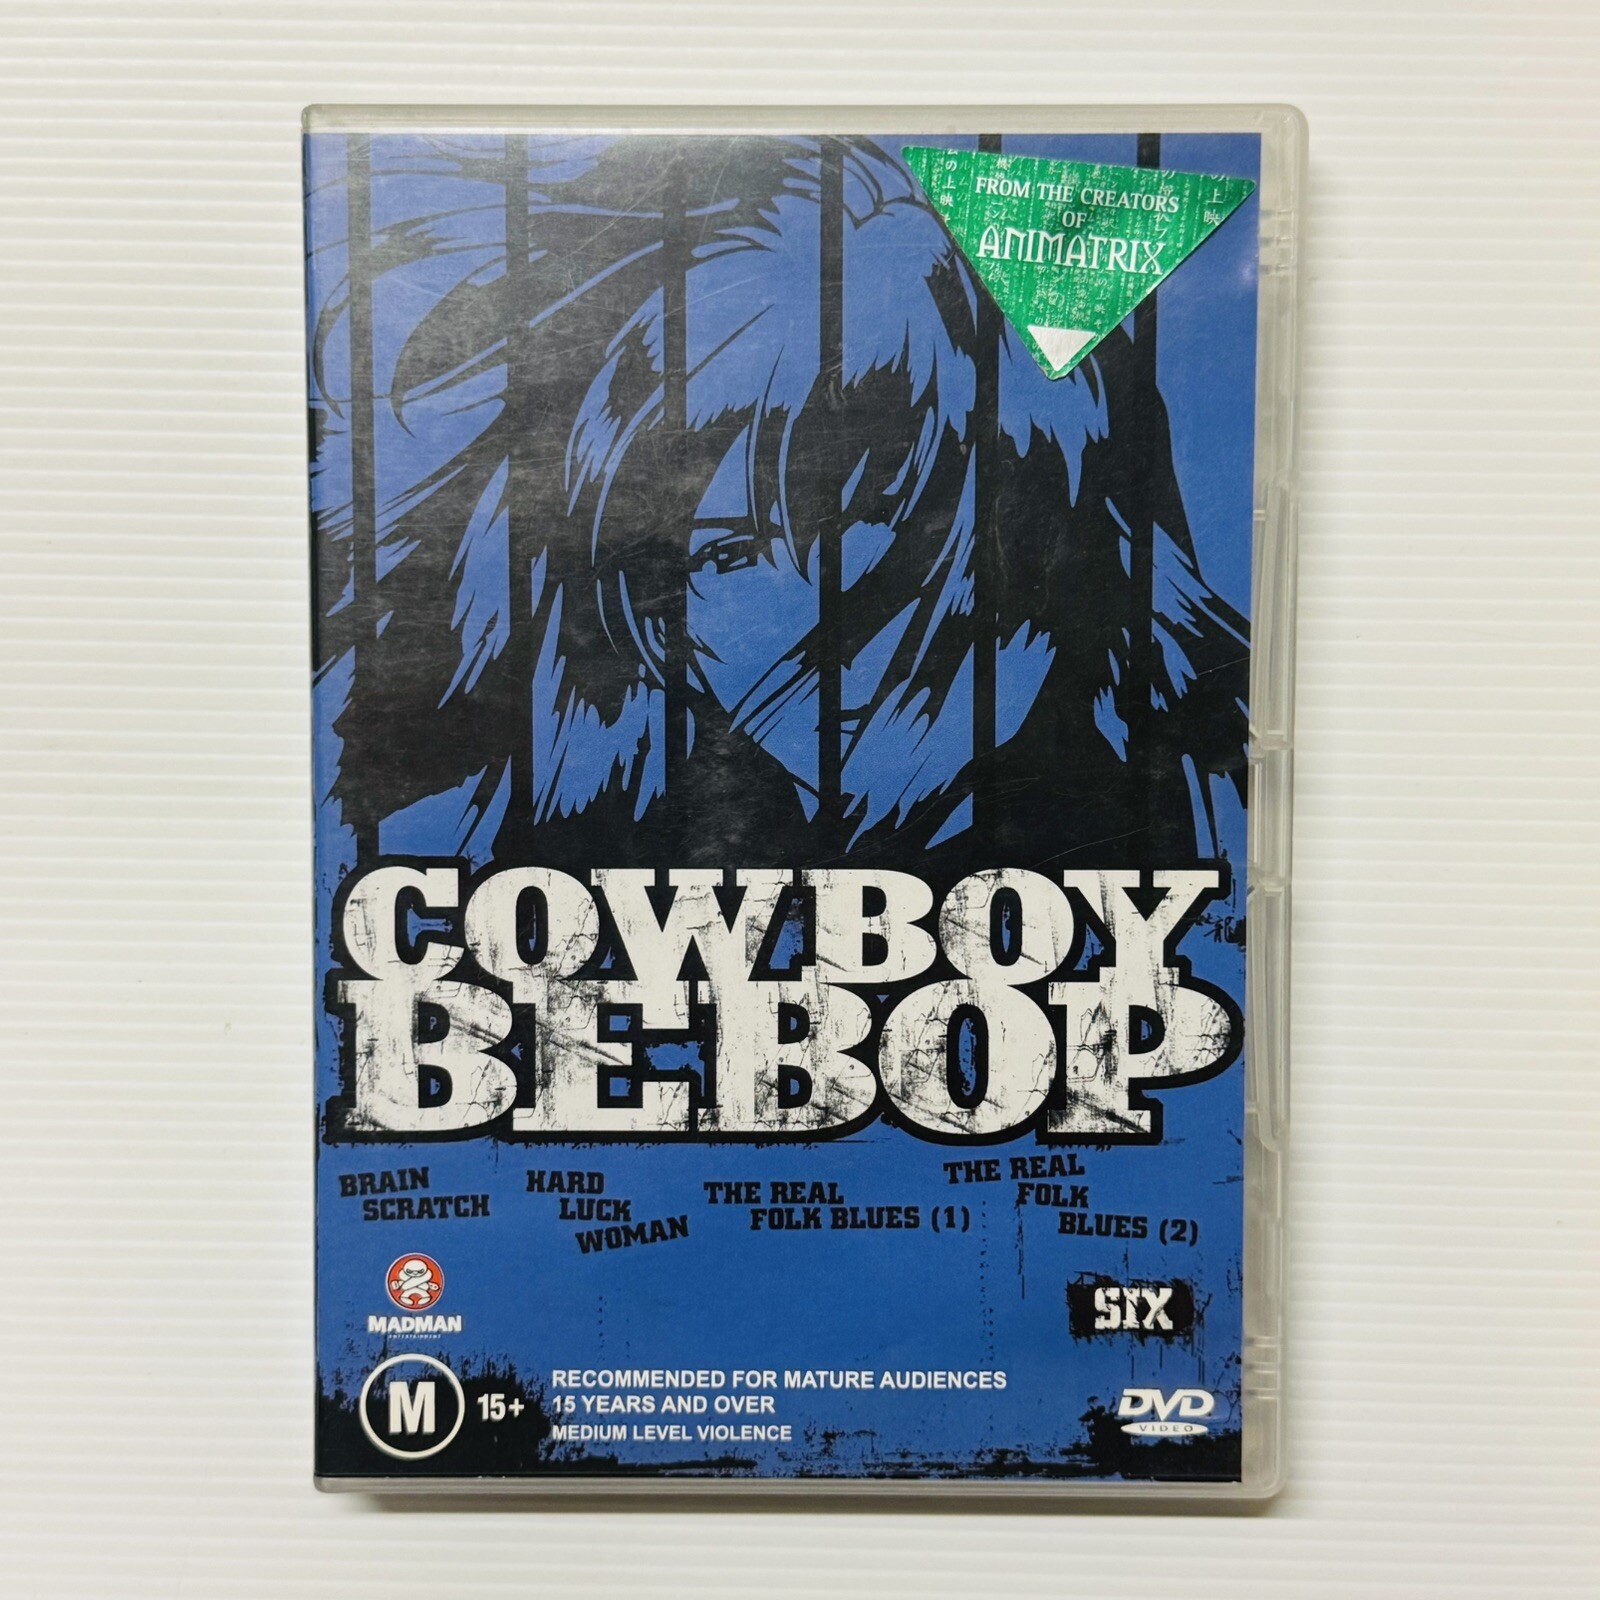 FROM THE CREATORS
OF
ANIMATRIX
COWBOY
BEBOP
BRAIN
SCRATCH
HARD
LUCK
WOMAN
THE REAL
FOLK BLUES (1)
THE REAL
FOLK
BLUES (2)
SIX
MADMAN
ENTERTAINMENT
M 15+
RECOMMENDED FOR MATURE AUDIENCES
15 YEARS AND OVER
MEDIUM LEVEL VIOLENCE
DVD
VIDEO